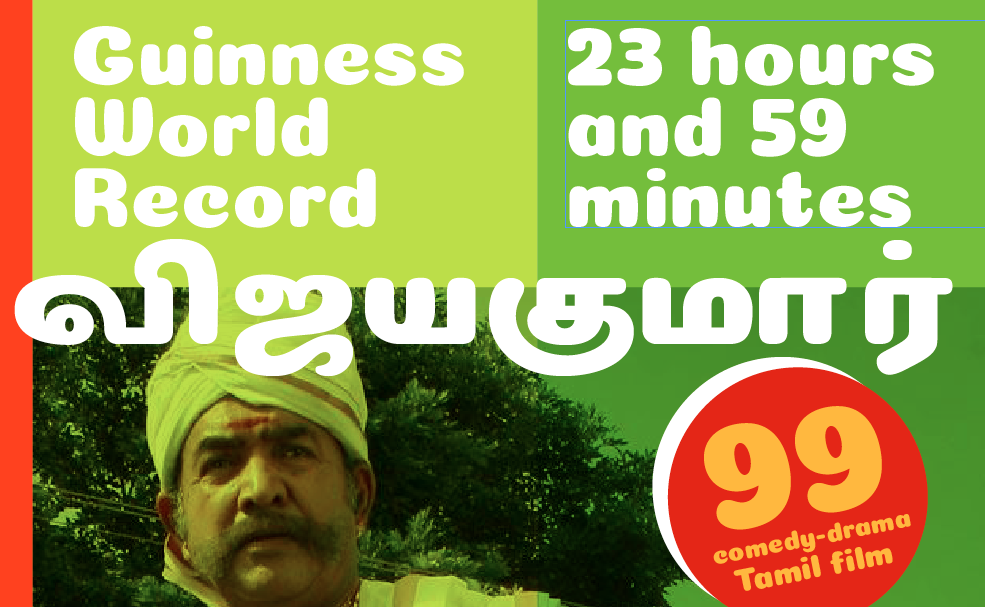 Guinness
World
Record
23 hours
and 59
minutes
விஜயகுமார்
99
comedy-drama
Tamil film